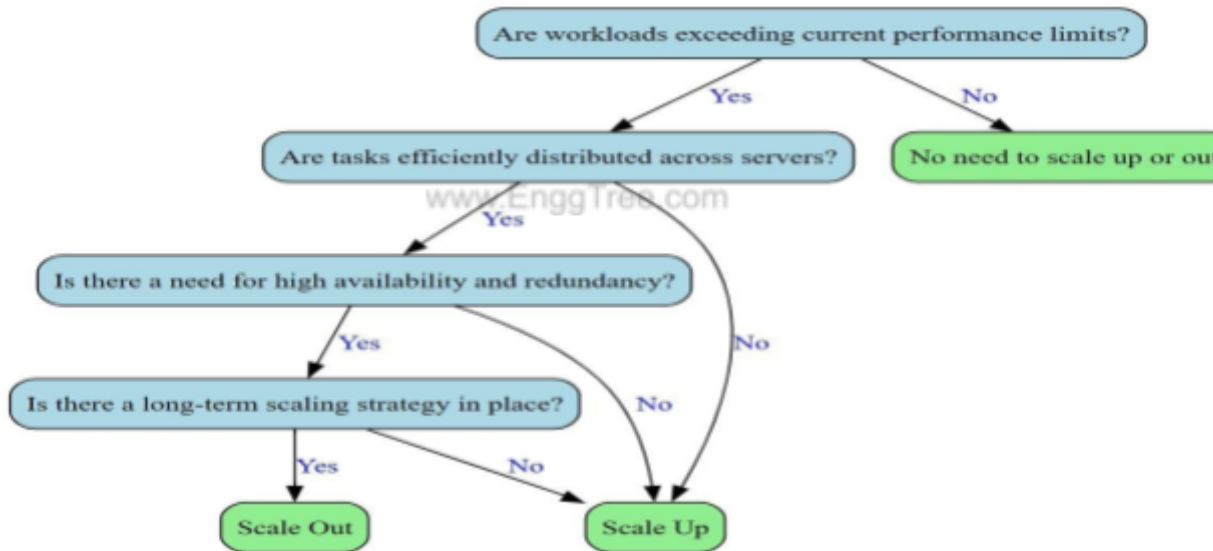 Are workloads exceeding current performance limits?
Yes
No
Are tasks efficiently distributed across servers?
No need to scale up or out
www.EnggTree.com
Yes
Is there a need for high availability and redundancy?
Yes
No
Is there a long-term scaling strategy in place?
No
Yes
No
Scale Out
Scale Up